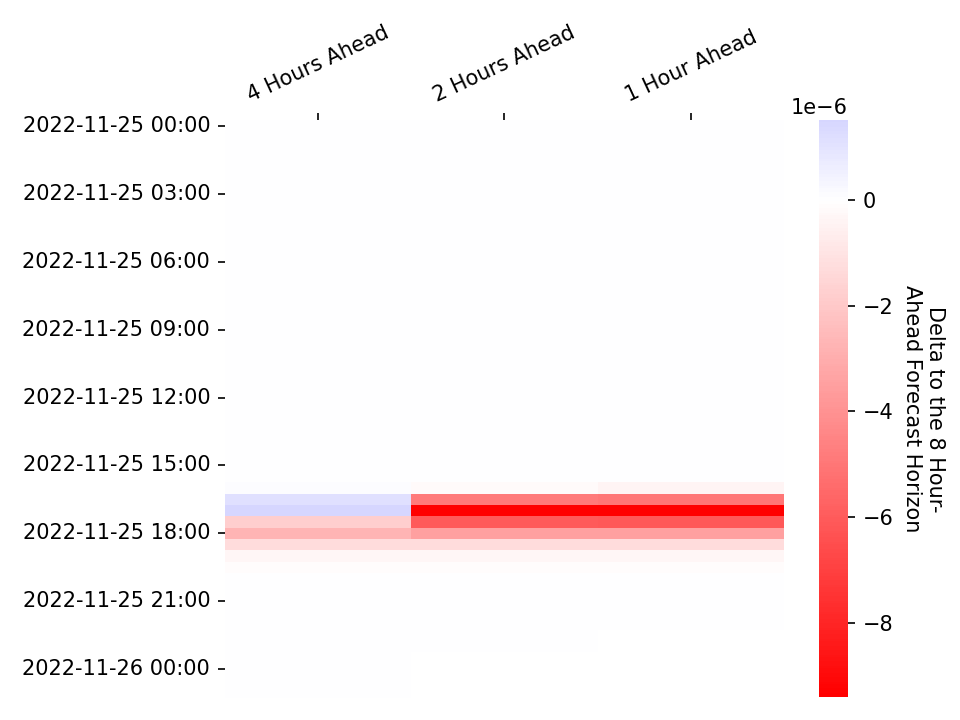 4 Hours Ahead
2 Hours Ahead
1 Hour Ahead
1e−6
2022-11-25 00:00
2022-11-25 03:00
2022-11-25 06:00
2022-11-25 09:00
2022-11-25 12:00
2022-11-25 15:00
2022-11-25 18:00
2022-11-25 21:00
2022-11-26 00:00
0
−2
−4
−6
−8
Delta to the 8 Hour-
Ahead Forecast Horizon